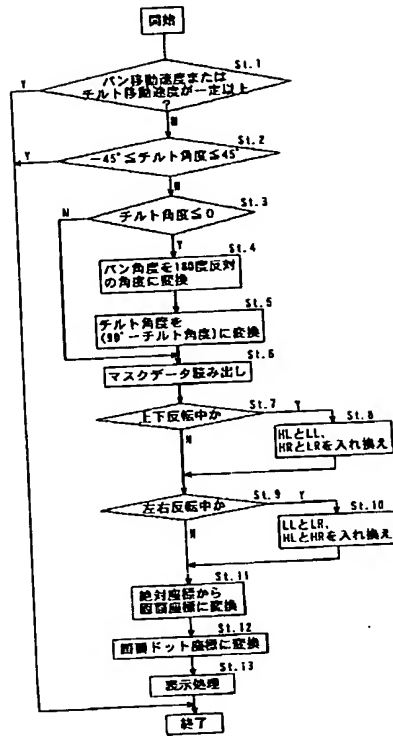 開始
St.1
パン移動速度または
チルト移動速度が一定以上
?
Y
N
St.2
-45°≦チルト角度≦45°
Y
N
St.3
チルト角度≦0
N
Y
St.4
パン角度を180度反対
の角度に変換
St.5
チルト角度を
(90°-チルト角度)に変換
St.6
マスクデータ読み出し
St.7
上下反転中か
Y
N
St.8
HLとLL,
HRとLRを入れ換え
St.9
左右反転中か
Y
N
St.10
LLとLR,
HLとHRを入れ換え
St.11
絶対座標から
画面座標に変換
St.12
画面ドット座標に変換
St.13
表示処理
終了